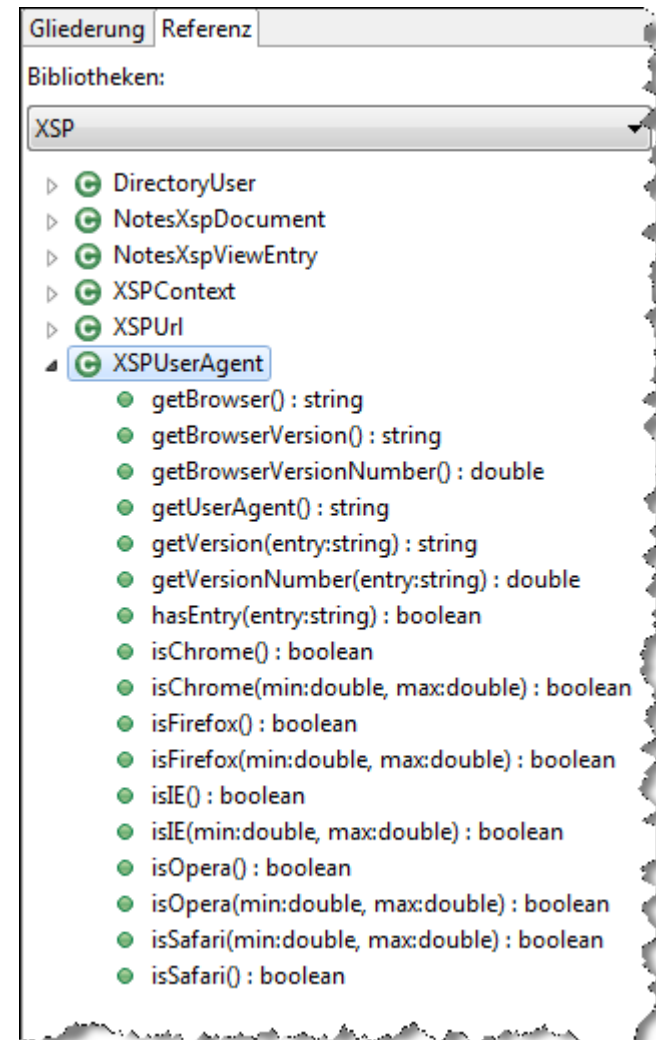 Gliederung Referenz
Bibliotheken:
XSP
DirectoryUser
NotesXspDocument
NotesXspViewEntry
XSPContext
XSPUrl
XSPUserAgent
getBrowser() : string
getBrowserVersion() : string
getBrowserVersionNumber() : double
getUserAgent() : string
getVersion(entry:string) : string
getVersionNumber(entry:string) : double
hasEntry(entry:string) : boolean
isChrome() : boolean
isChrome(min:double, max:double) : boolean
isFirefox() : boolean
isFirefox(min:double, max:double) : boolean
isIE() : boolean
isIE(min:double, max:double) : boolean
isOpera() : boolean
isOpera(min:double, max:double) : boolean
isSafari(min:double, max:double) : boolean
isSafari() : boolean